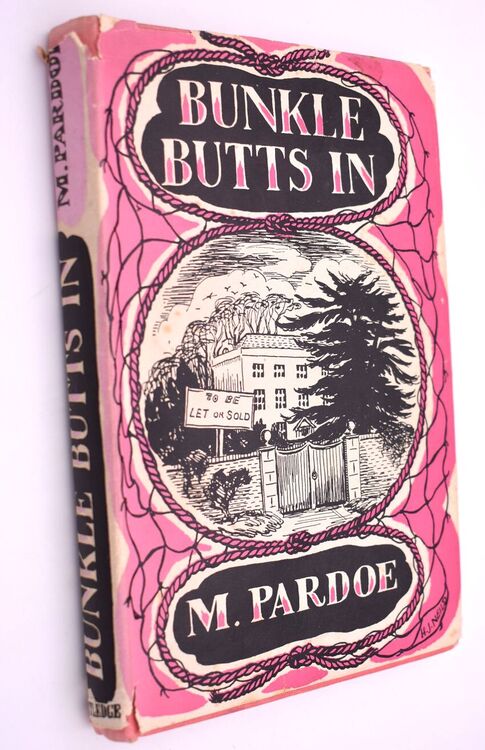 BUNKLE
BUTTS IN
TO BE
LET OR SOLD
M. PARDOE
M. PARDOE
BUNKLE BUTTS IN